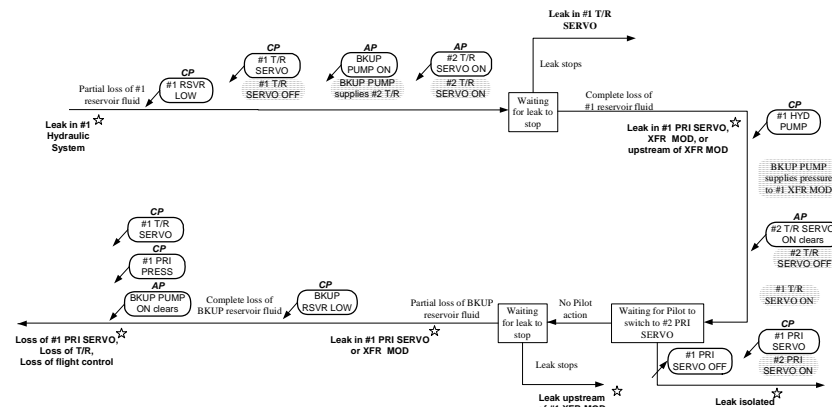 Leak in #1 T/R
SERVO
CP
#1 RSVR
LOW
CP
#1 T/R
SERVO
#1 T/R
SERVO OFF
AP
BKUP
PUMP ON
BKUP PUMP
supplies #2 T/R
AP
#2 T/R
SERVO ON
#2 T/R
SERVO ON
Leak stops
Partial loss of #1
reservoir fluid
Leak in #1
Hydraulic
System
Waiting
for leak to
stop
Complete loss of
#1 reservoir fluid
Leak in #1 PRI SERVO,
XFR MOD, or
upstream of XFR MOD
CP
#1 HYD
PUMP
BKUP PUMP
supplies pressure
to #1 XFR MOD
AP
#2 T/R SERVO
ON clears
#2 T/R
SERVO OFF
#1 T/R
SERVO ON
CP
#1 T/R
SERVO
CP
#1 PRI
PRESS
AP
BKUP PUMP
ON clears
Complete loss of
BKUP reservoir fluid
CP
BKUP
RSVR LOW
Partial loss of BKUP
reservoir fluid
Waiting
for leak to
stop
No Pilot
action
Waiting for Pilot to
switch to #2 PRI
SERVO
Loss of #1 PRI SERVO,
Loss of T/R,
Loss of flight control
Leak in #1 PRI SERVO
or XFR MOD
Leak stops
Leak upstream
of #1 XFR MOD
#1 PRI
SERVO OFF
CP
#1 PRI
SERVO
#2 PRI
SERVO ON
Leak isolated